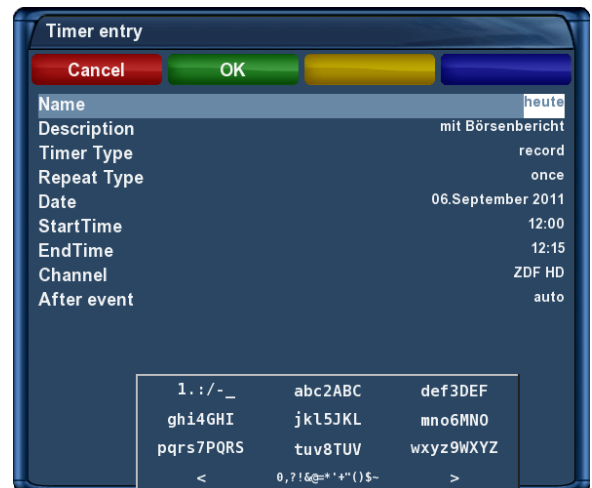 Timer entry
Cancel OK
Name heute
Description mit Börsenbericht
Timer Type record
Repeat Type once
Date 06.September 2011
StartTime 12:00
EndTime 12:15
Channel ZDF HD
After event auto
1.:/-_ abc2ABC def3DEF
ghi4GHI jkl5JKL mno6MNO
pqrs7PQRS tuv8TUV wxyz9WXYZ
< 0,?!&@=*'+"()$~ >